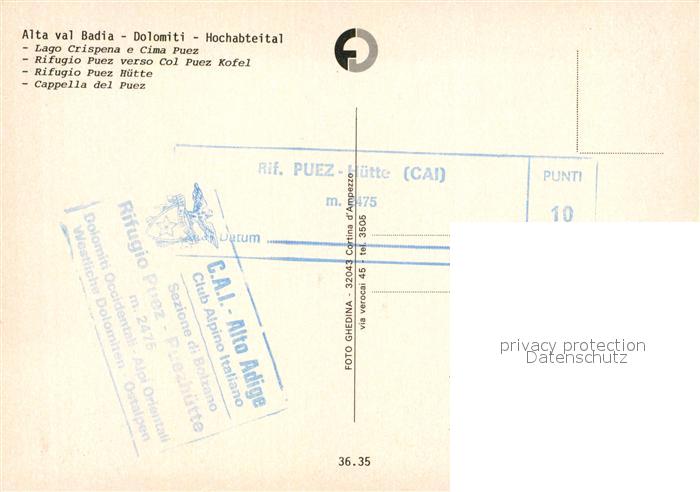 Alta val Badia - Dolomiti - Hochabteital
- Lago Crispena e Cima Puez
- Rifugio Puez verso Col Puez Kofel
- Rifugio Puez Hütte
- Cappella del Puez
Rif. PUEZ-Hütte (CAI)
m. 2475
PUNTI
10
Datum
C.A.I. - Alto Adige
Club Alpino Italiano
Sezione di Bolzano
Rifugio Puez - Puezhütte
m. 2475
Dolomiti Occidentali - Alpi Orientali
Westliche Dolomiten - Ostalpen
FOTO GHEDINA - 32043 Cortina d'Ampezzo
via verocai 45 - tel. 3505
privacy protection
Datenschutz
36.35